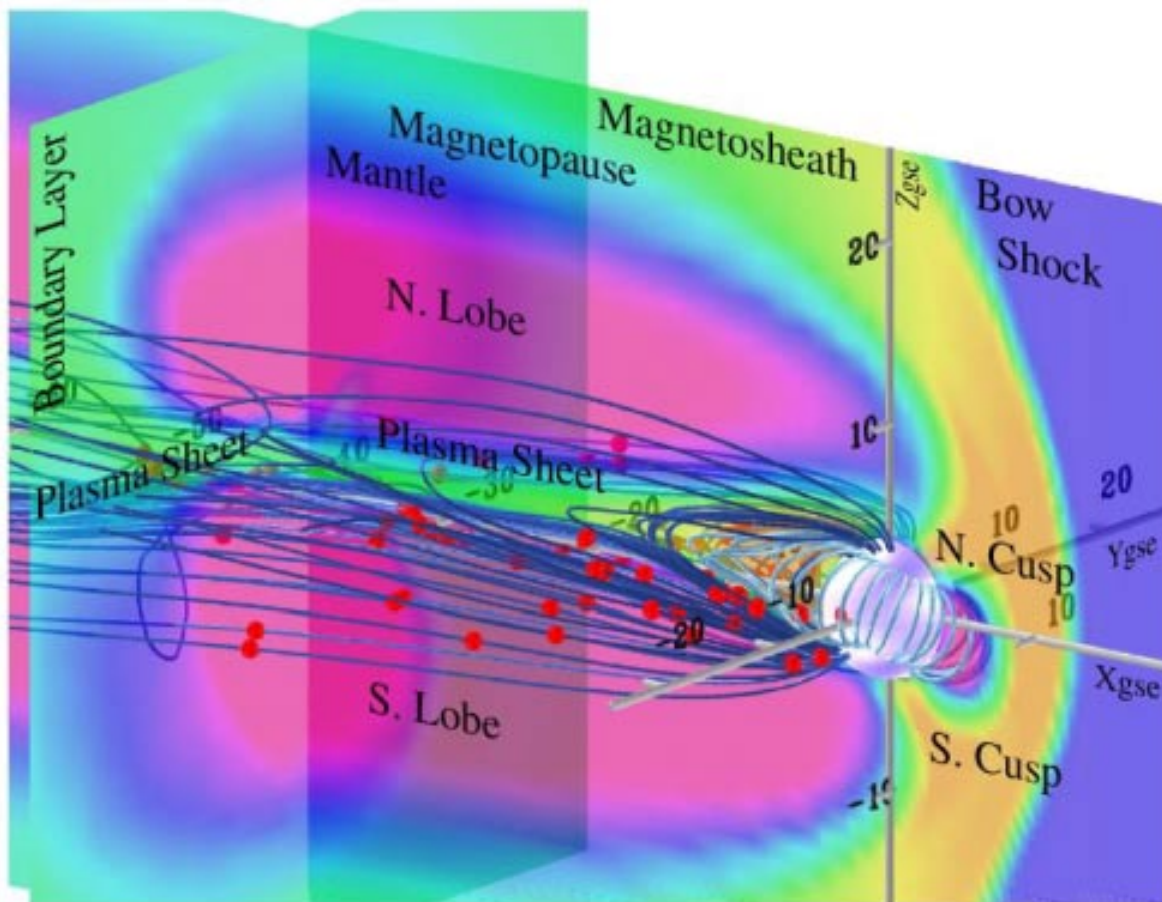 Magnetosheath
Magnetopause
Mantle
Boundary Layer
Zgse
Bow
Shock
20
N. Lobe
10
Plasma Sheet
Plasma Sheet
-30
-20
20
10
Ygse
N. Cusp
10
-10
-20
Xgse
S. Lobe
S. Cusp